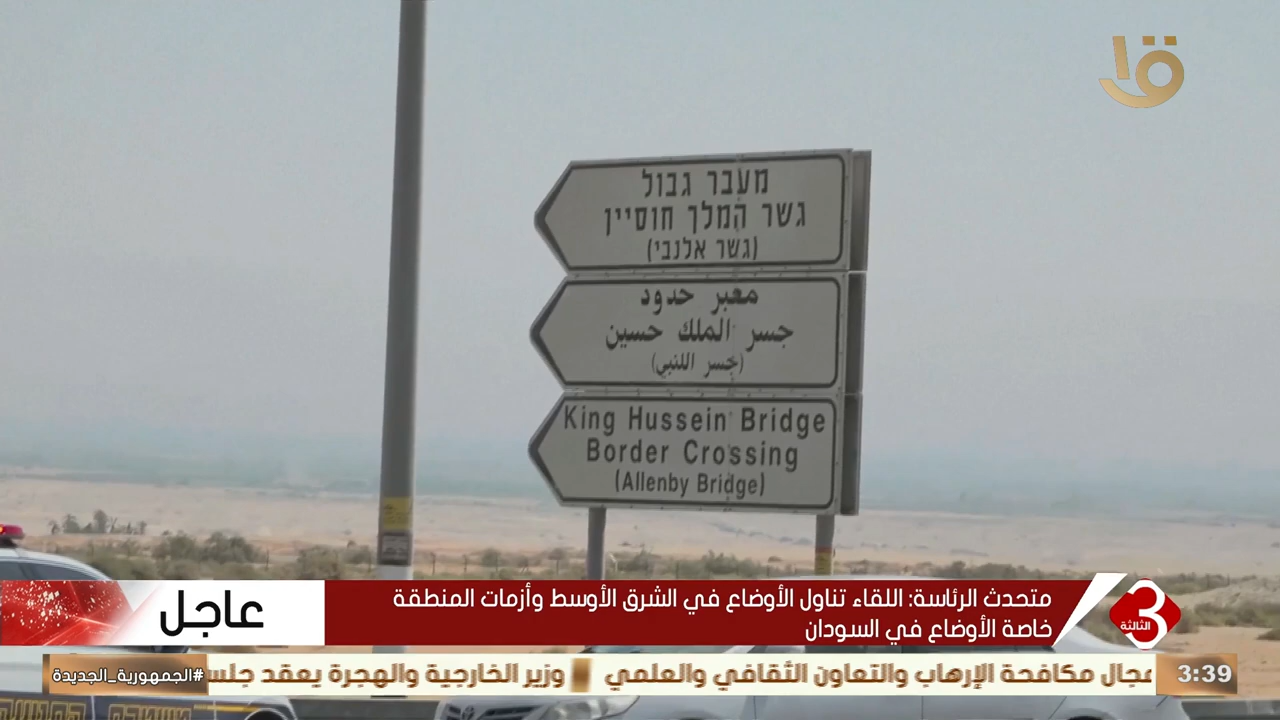 מעבר גבול
גשר המלך חוסיין
(גשר אלנבי)
معبر حدود
جسر الملك حسين
(جسر اللنبي)
King Hussein Bridge
Border Crossing
(Allenby Bridge)
عاجل
متحدث الرئاسة: اللقاء تناول الأوضاع في الشرق الأوسط وأزمات المنطقة
خاصة الأوضاع في السودان
3
الثالثة
مجال مكافحة الإرهاب والتعاون الثقافي والعلمي
وزير الخارجية والهجرة يعقد جلس
#الجمهورية_الجديدة
3:39